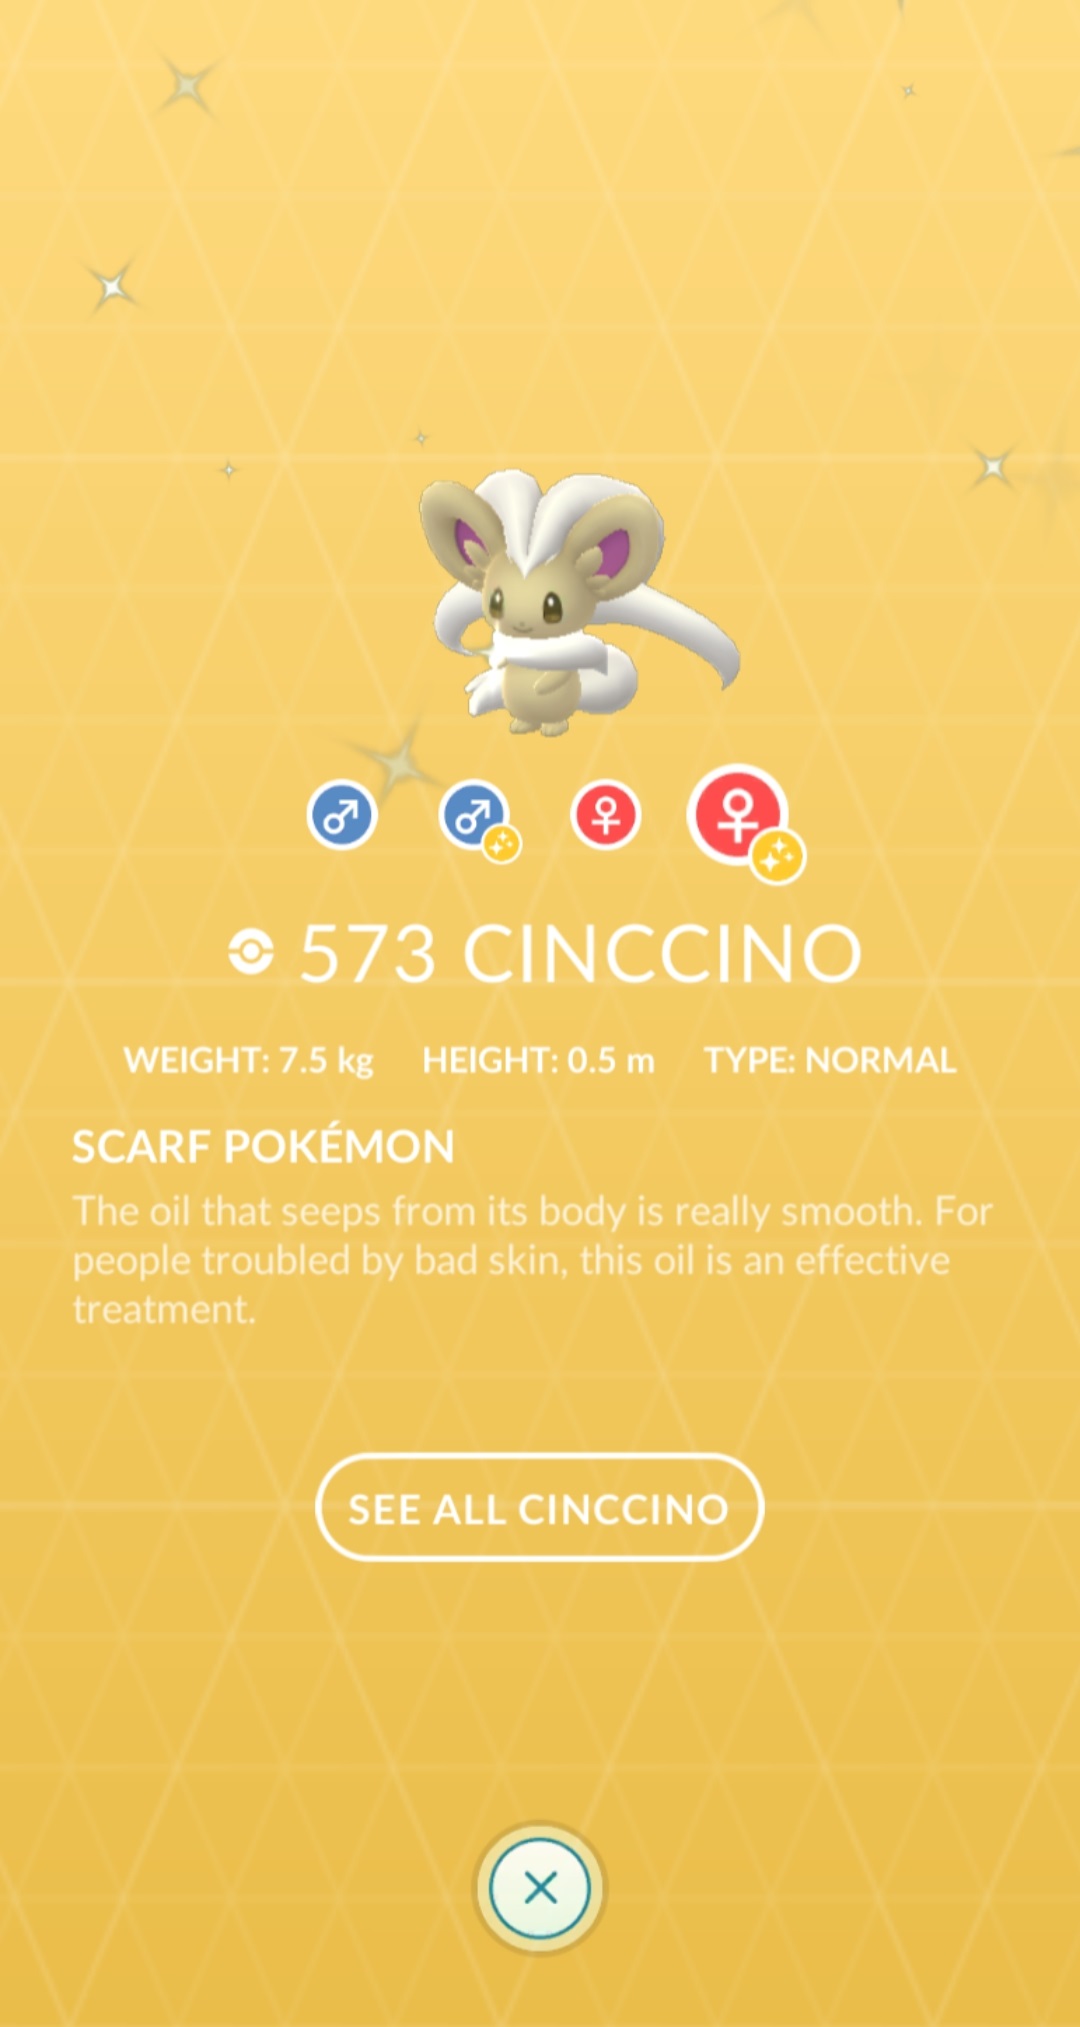 573 CINCCINO
WEIGHT: 7.5 kg HEIGHT: 0.5 m TYPE: NORMAL
SCARF POKÉMON
The oil that seeps from its body is really smooth. For
people troubled by bad skin, this oil is an effective
treatment.
SEE ALL CINCCINO